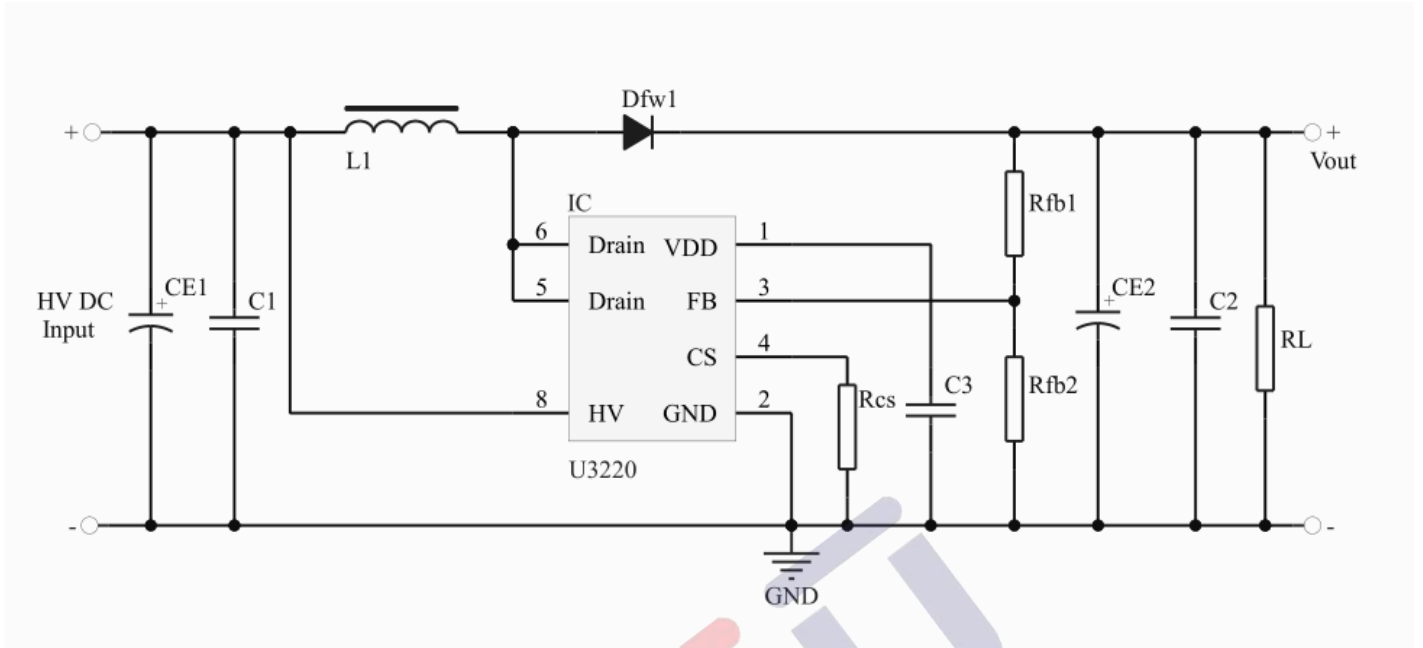 Dfw1
+
+
L1
Vout
IC
Rfb1
6
Drain
VDD
1
5
Drain
FB
3
HV DC
Input
+
CE1
C1
+
CE2
C2
CS
4
RL
Rcs
C3
Rfb2
8
HV
GND
2
U3220
-
-
GND